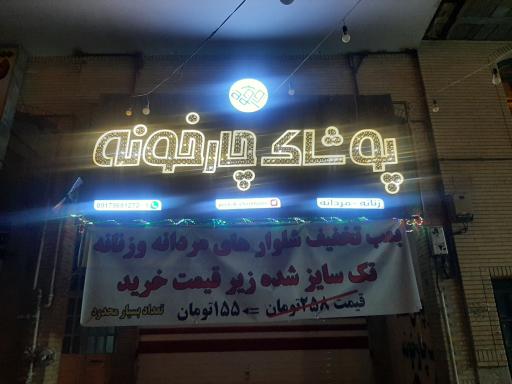 پوشاک چارخونه
زنانه - مردانه
بمب تخفیف شلوار های مردانه وزنانه
تک سایز شده زیر قیمت خرید
قیمت ۲۵۸تومان => ۱۵۵تومان
تعداد بسیار محدود